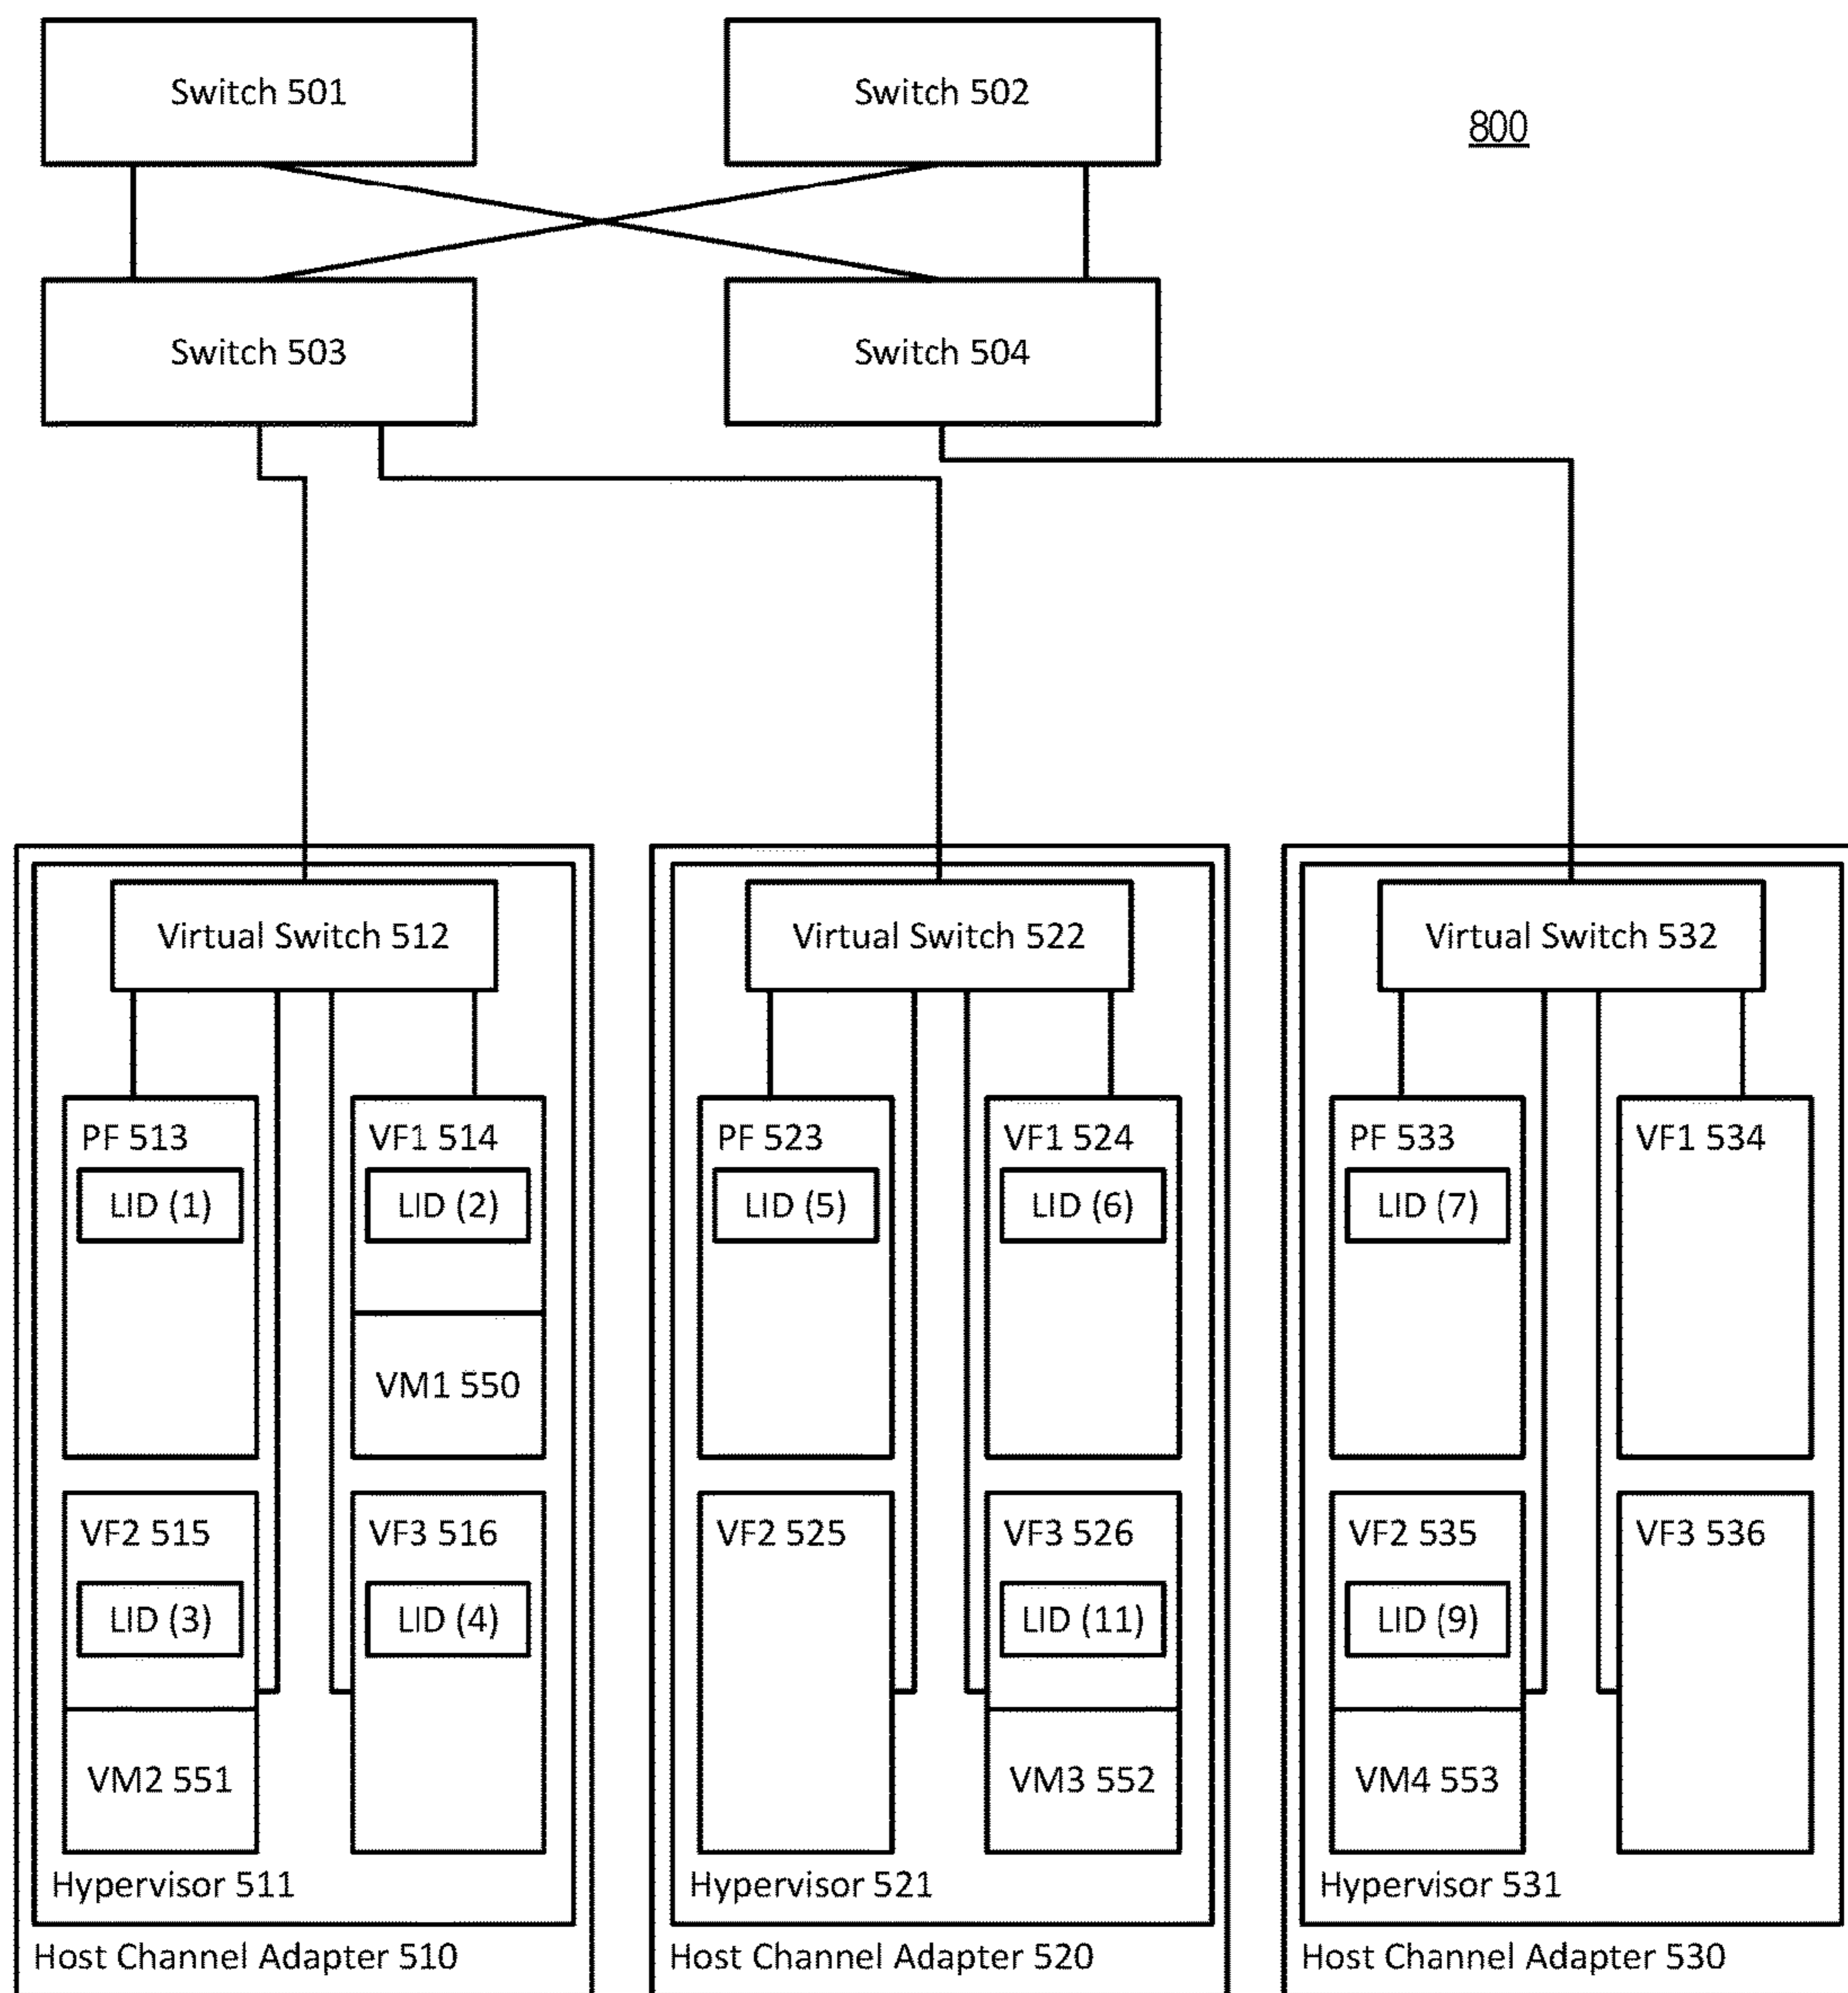 Switch 501
Switch 502
800
Switch 503
Switch 504
Virtual Switch 512
Virtual Switch 522
Virtual Switch 532
PF 513
LID (1)
VF1 514
LID (2)
VM1 550
PF 523
LID (5)
VF1 524
LID (6)
PF 533
LID (7)
VF1 534
VF2 515
LID (3)
VM2 551
VF3 516
LID (4)
VF2 525
VF3 526
LID (11)
VM3 552
VF2 535
LID (9)
VM4 553
VF3 536
Hypervisor 511
Hypervisor 521
Hypervisor 531
Host Channel Adapter 510
Host Channel Adapter 520
Host Channel Adapter 530